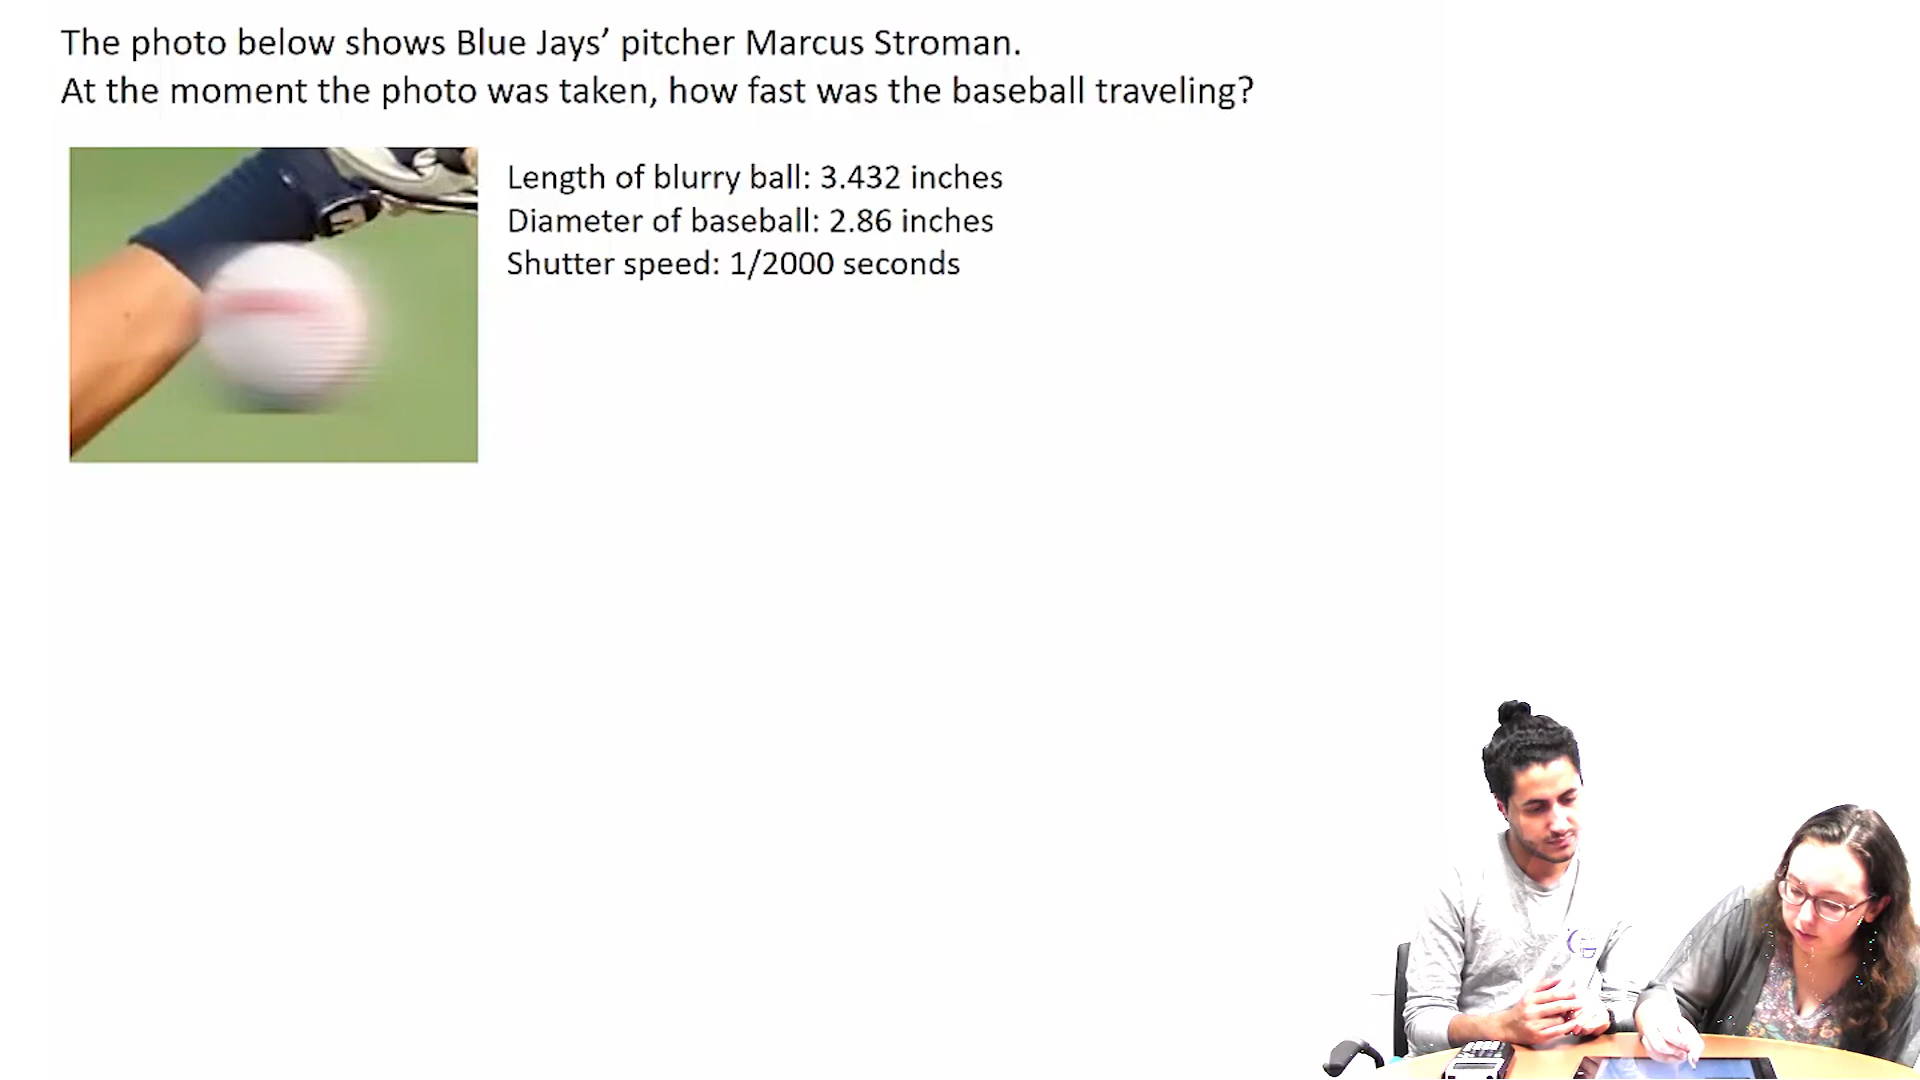 The photo below shows Blue Jays’ pitcher Marcus Stroman.
At the moment the photo was taken, how fast was the baseball traveling?
Length of blurry ball: 3.432 inches
Diameter of baseball: 2.86 inches
Shutter speed: 1/2000 seconds